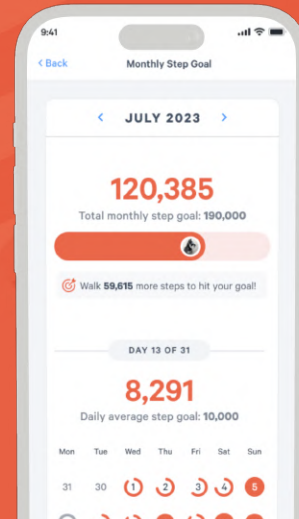 9:41
< Back
Monthly Step Goal
< JULY 2023 >
120,385
Total monthly step goal: 190,000
Walk 59,615 more steps to hit your goal!
DAY 13 OF 31
8,291
Daily average step goal: 10,000
Mon Tue Wed Thu Fri Sat Sun
31 30 1 2 3 4 5